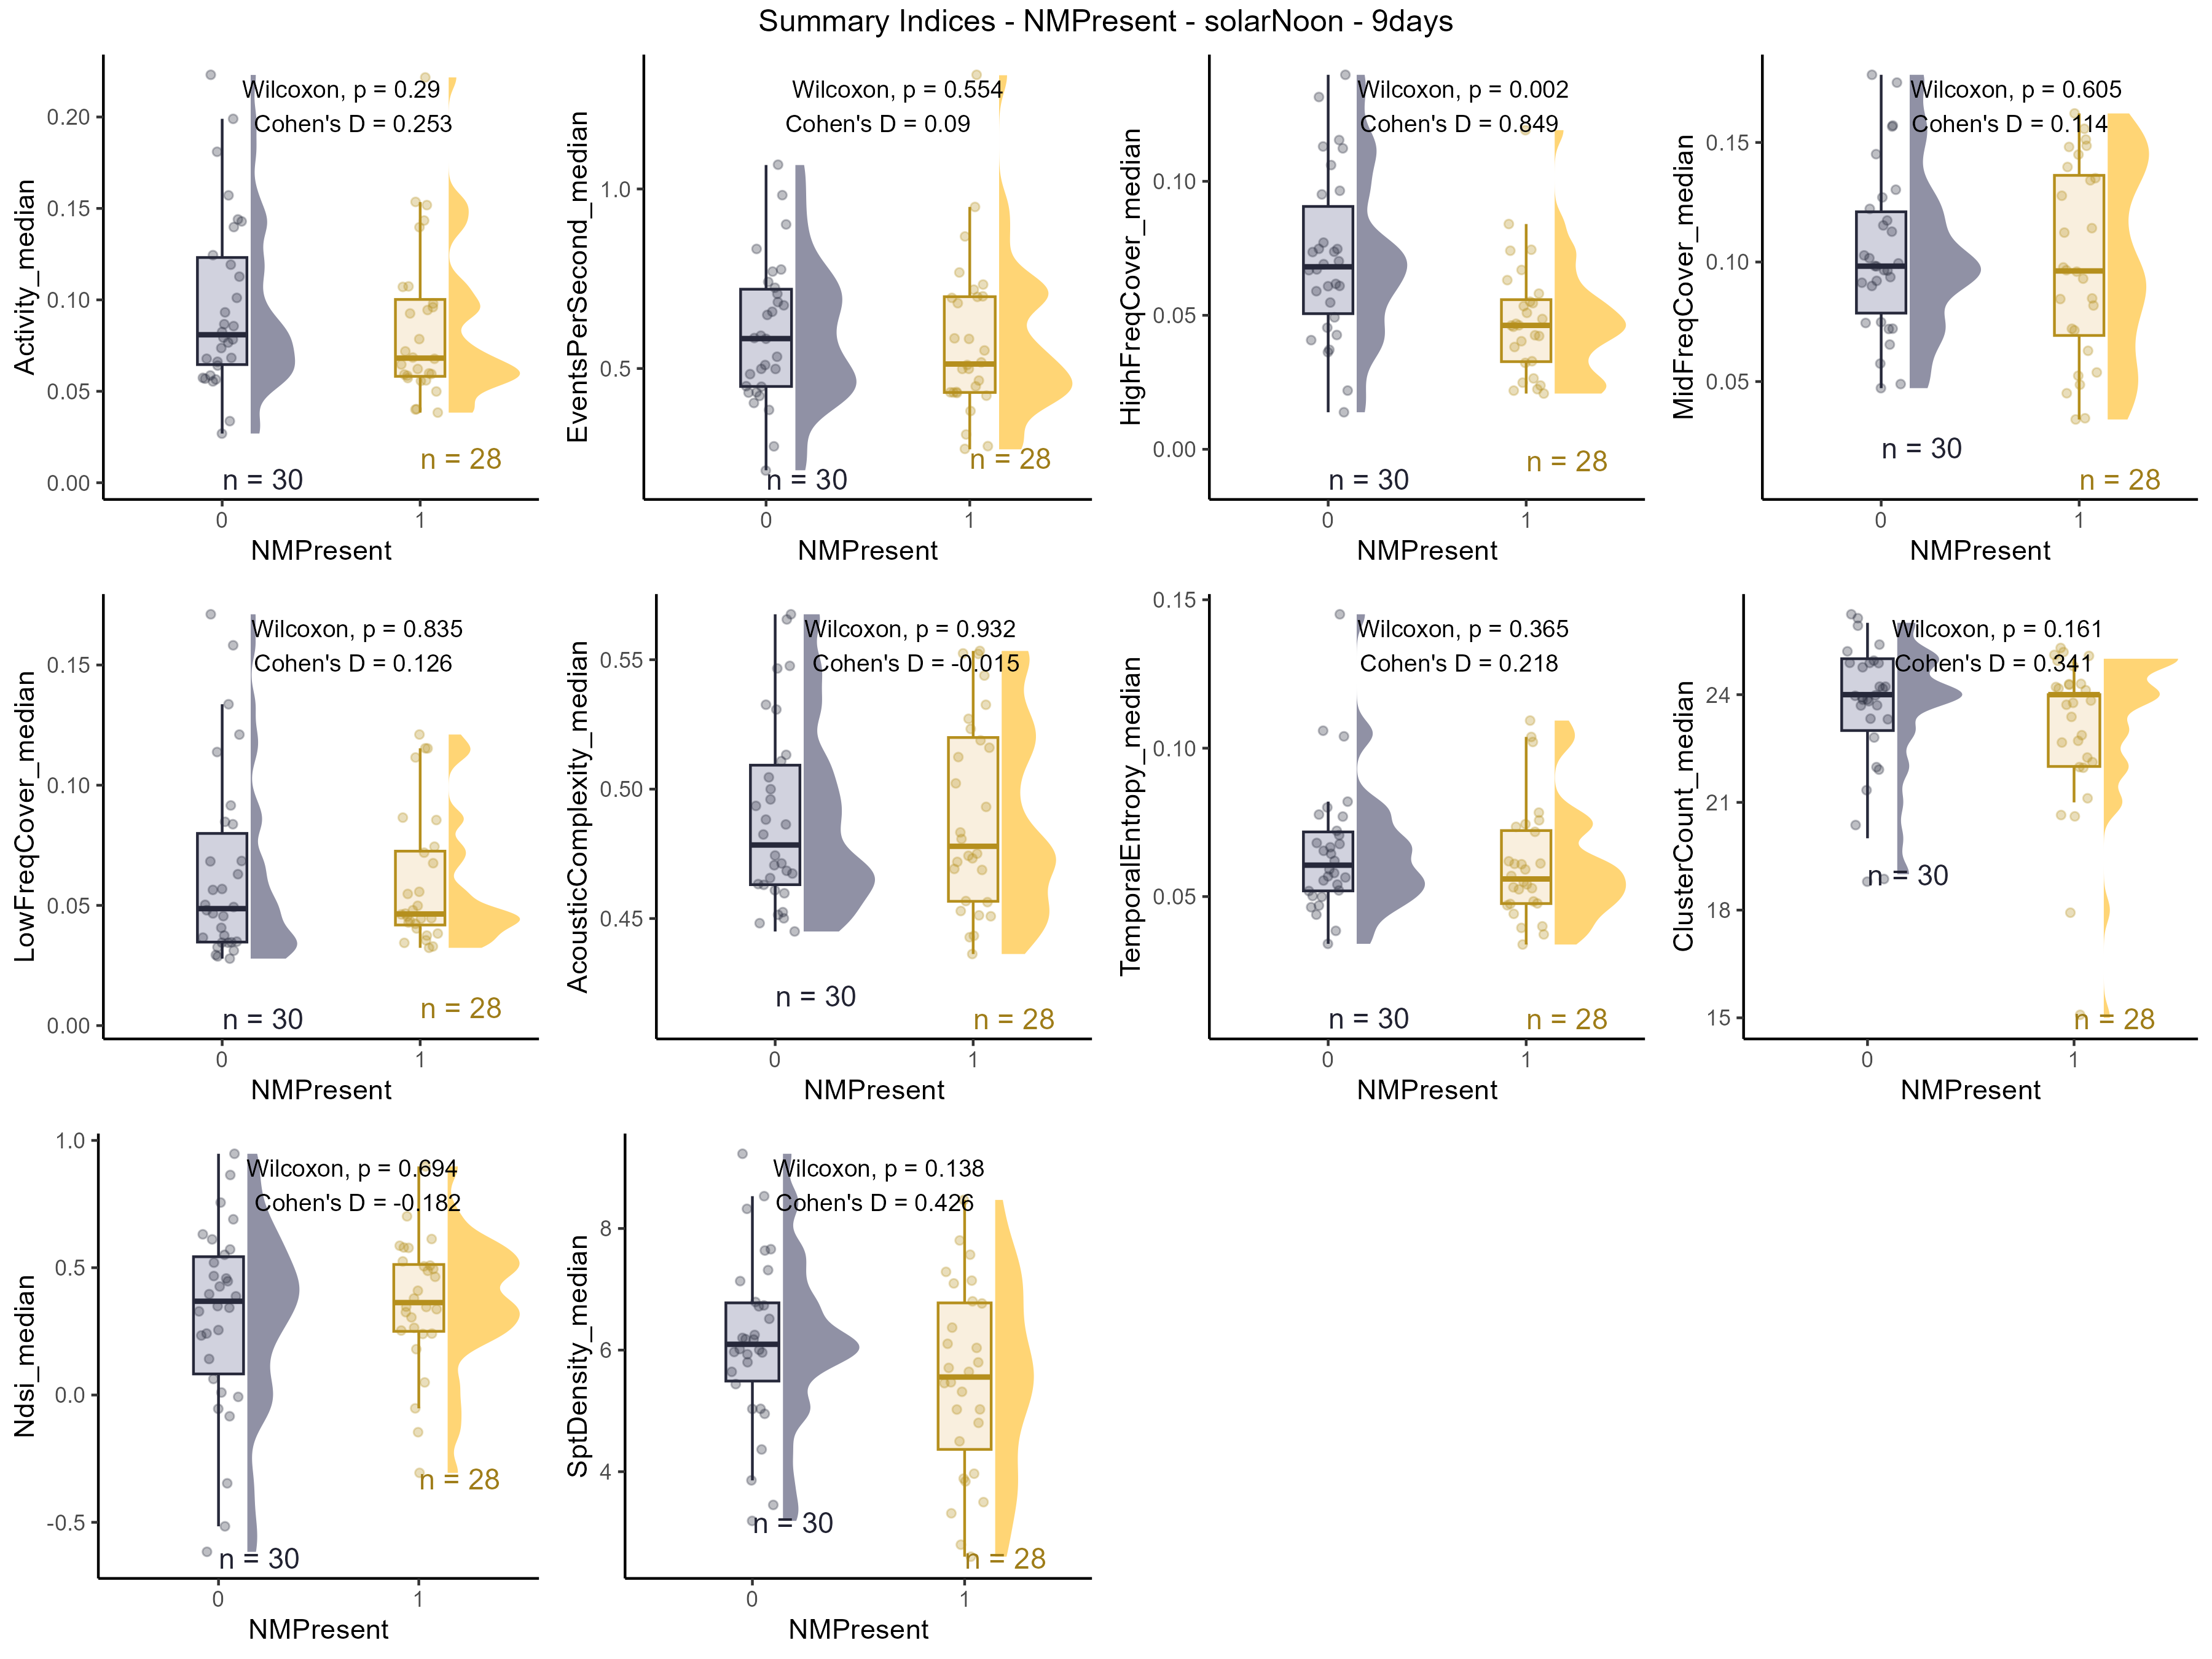 Summary Indices - NMPresent - solarNoon - 9days
Activity_median
Wilcoxon, p = 0.29
Cohen's D = 0.253
0.20
0.15
0.10
0.05
0.00
n = 30
n = 28
0 1
NMPresent
EventsPerSecond_median
Wilcoxon, p = 0.554
Cohen's D = 0.09
1.0
0.5
n = 30
n = 28
0 1
NMPresent
HighFreqCover_median
Wilcoxon, p = 0.002
Cohen's D = 0.849
0.10
0.05
0.00
n = 30
n = 28
0 1
NMPresent
MidFreqCover_median
Wilcoxon, p = 0.605
Cohen's D = 0.114
0.15
0.10
0.05
n = 30
n = 28
0 1
NMPresent
LowFreqCover_median
Wilcoxon, p = 0.835
Cohen's D = 0.126
0.15
0.10
0.05
0.00
n = 30
n = 28
0 1
NMPresent
AcousticComplexity_median
Wilcoxon, p = 0.932
Cohen's D = -0.015
0.55
0.50
0.45
n = 30
n = 28
0 1
NMPresent
TemporalEntropy_median
Wilcoxon, p = 0.365
Cohen's D = 0.218
0.15
0.10
0.05
n = 30
n = 28
0 1
NMPresent
ClusterCount_median
Wilcoxon, p = 0.161
Cohen's D = 0.341
24
21
18
15
n = 30
n = 28
0 1
NMPresent
Ndsi_median
Wilcoxon, p = 0.694
Cohen's D = -0.182
1.0
0.5
0.0
-0.5
n = 30
n = 28
0 1
NMPresent
SptDensity_median
Wilcoxon, p = 0.138
Cohen's D = 0.426
8
6
4
n = 30
n = 28
0 1
NMPresent